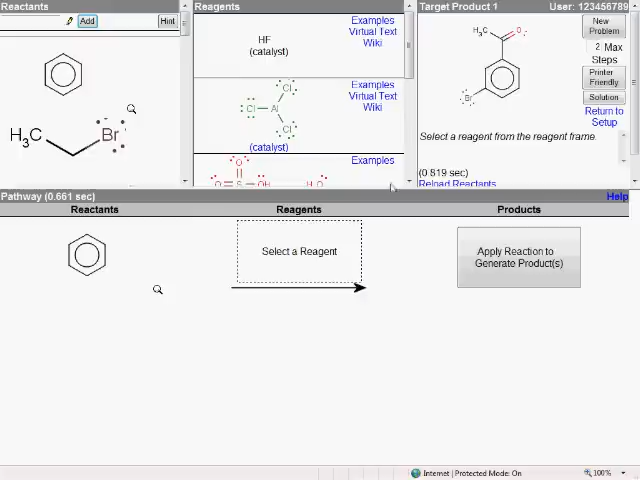 Reactants
Add
Hint
H3C
Br
Reagents
HF
(catalyst)
Examples
Virtual Text
Wiki
Cl
Cl
Al
Cl
(catalyst)
Examples
Virtual Text
Wiki
O
O
S
OH
H
O
Examples
Target Product 1
User: 123456789
H3C
O
Br
New
Problem
2 Max
Steps
Printer
Friendly
Solution
Return to
Setup
Select a reagent from the reagent frame.
(0.819 sec)
Reload Reactants
Pathway (0.661 sec)
Help
Reactants
Reagents
Products
Select a Reagent
Apply Reaction to
Generate Product(s)
Internet | Protected Mode: On
100%